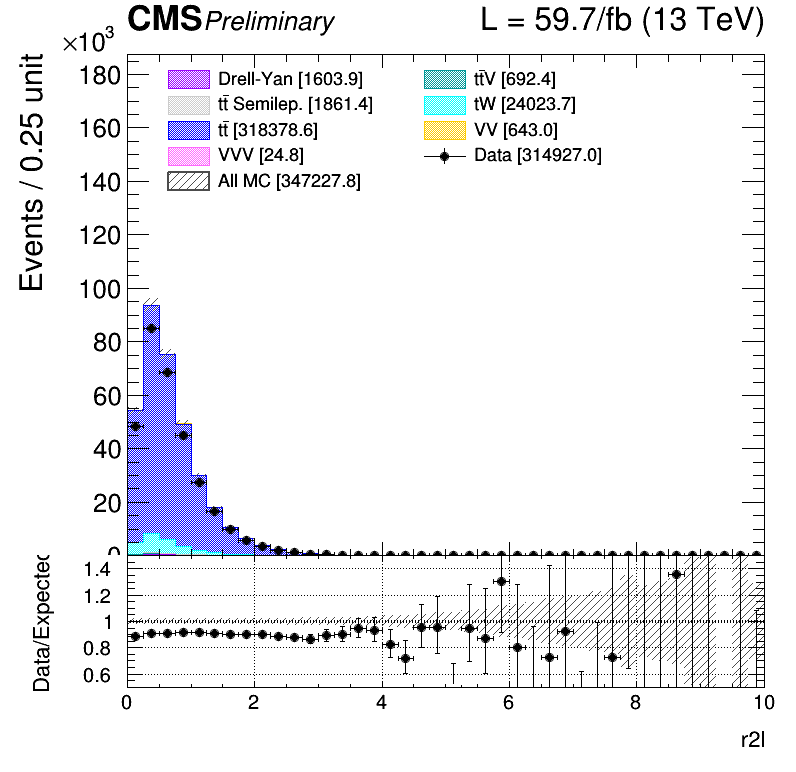 CMS Preliminary L = 59.7/fb (13 TeV)
×10³
Events / 0.25 unit
180
160
140
120
100
80
60
40
20
0
Drell-Yan [1603.9]
tt̄ Semilep. [1861.4]
tt̄ [318378.6]
VVV [24.8]
All MC [347227.8]
tt̄V [692.4]
tW [24023.7]
VV [643.0]
Data [314927.0]
Data/Expected
1.4
1.2
1
0.8
0.6
0 2 4 6 8 10
r2l